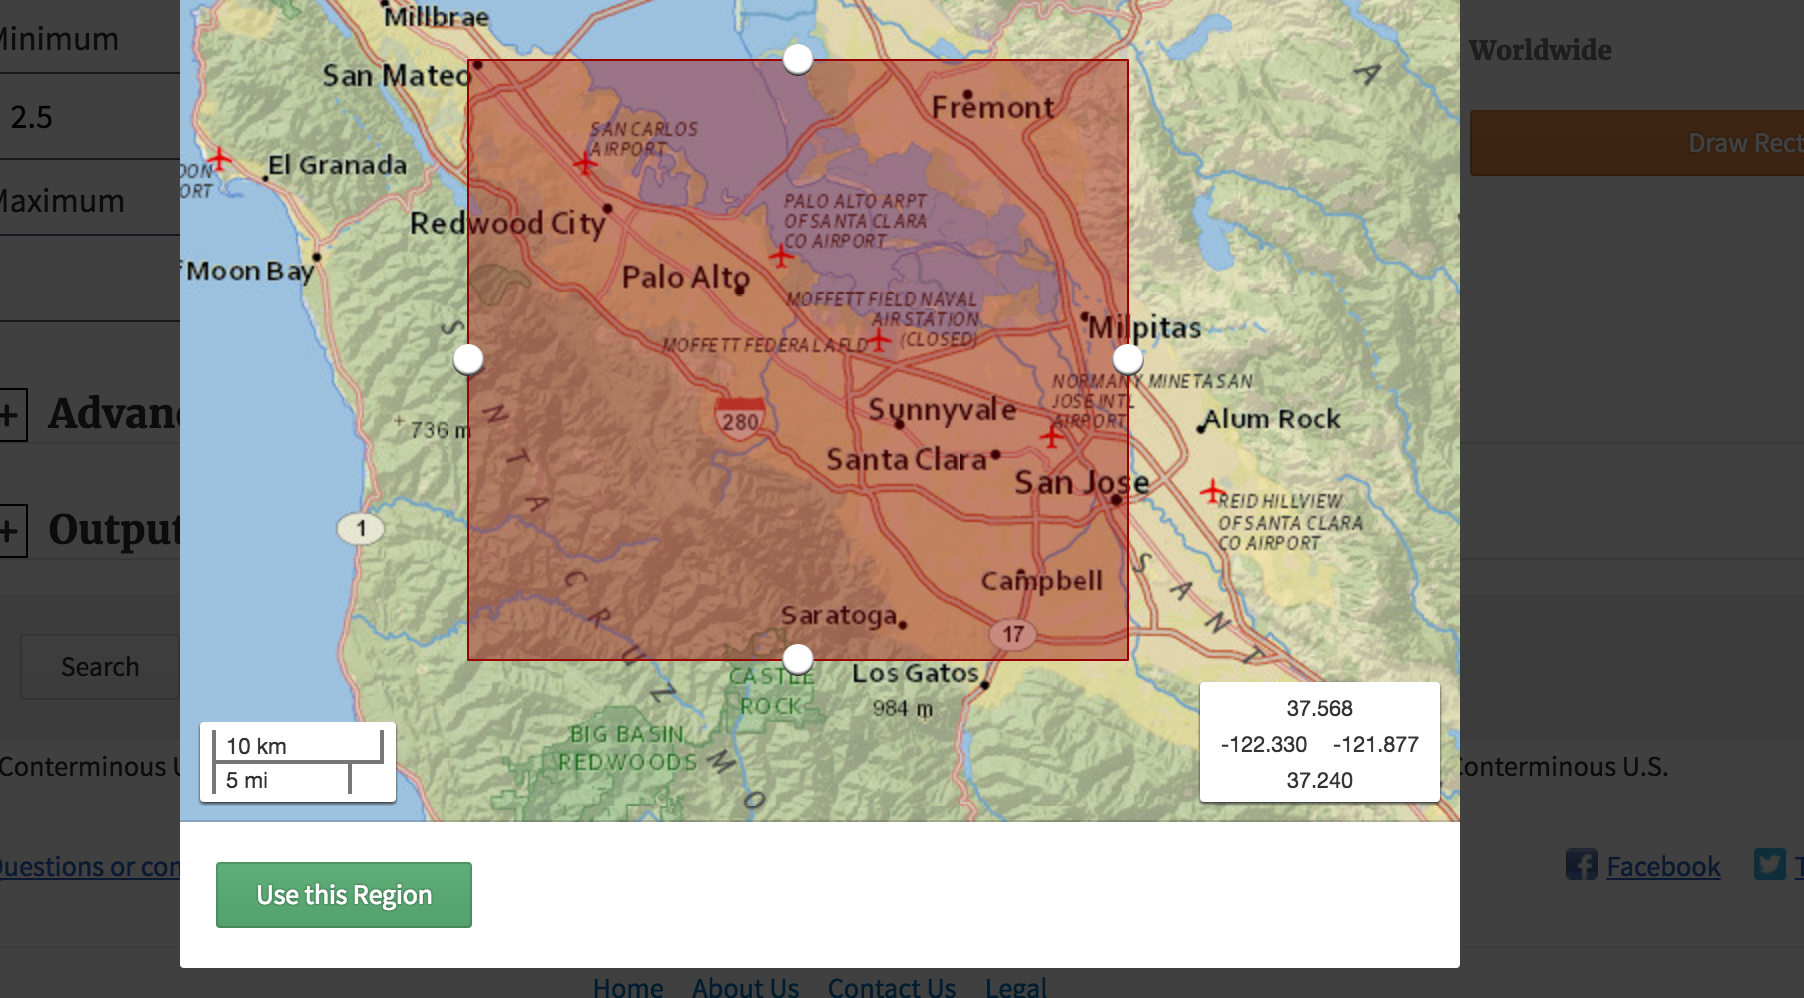 Millbrae
Minimum
Worldwide
San Mateo
2.5
Fremont
SAN CARLOS
AIRPORT
Draw Rect
El Granada
OON
ORT
Maximum
PALO ALTO ARPT
OF SANTA CLARA
CO AIRPORT
Redwood City
Moon Bay
Palo Alto
MOFFETT FIELD NAVAL
AIR STATION
(CLOSED)
Milpitas
MOFFETT FEDERAL AFLD
NORMAN Y MINETA SAN
JOSE INTL
AIRPORT
+ Advan
736 m
280
Sunnyvale
Alum Rock
Santa Clara
San Jose
REID HILLVIEW
OF SANTA CLARA
CO AIRPORT
+ Output
1
S N T A C R U Z M O
S A N T
Campbell
Saratoga
17
Search
CASTLE
ROCK
Los Gatos
984 m
BIG BASIN
REDWOODS
10 km
5 mi
37.568
-122.330 -121.877
37.240
Conterminous U
Conterminous U.S.
Questions or con
Use this Region
Facebook
T
Home About Us Contact Us Legal